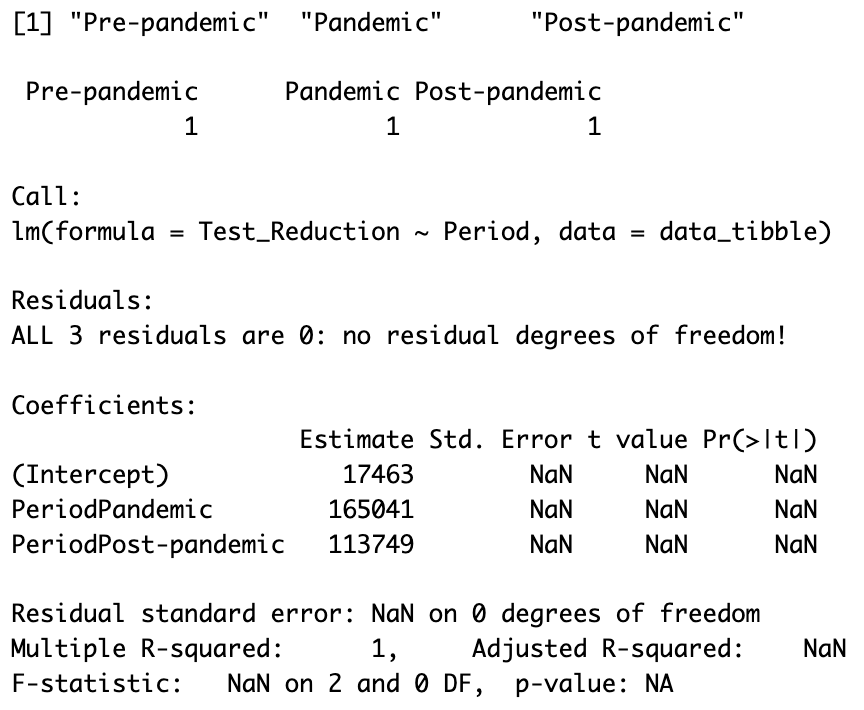 [1] "Pre-pandemic"  "Pandemic"      "Post-pandemic"
 Pre-pandemic      Pandemic Post-pandemic
            1             1             1
Call:
lm(formula = Test_Reduction ~ Period, data = data_tibble)
Residuals:
ALL 3 residuals are 0: no residual degrees of freedom!
Coefficients:
                    Estimate Std. Error t value Pr(>|t|)
(Intercept)            17463        NaN     NaN      NaN
PeriodPandemic        165041        NaN     NaN      NaN
PeriodPost-pandemic   113749        NaN     NaN      NaN
Residual standard error: NaN on 0 degrees of freedom
Multiple R-squared:      1,     Adjusted R-squared:    NaN
F-statistic:   NaN on 2 and 0 DF,  p-value: NA